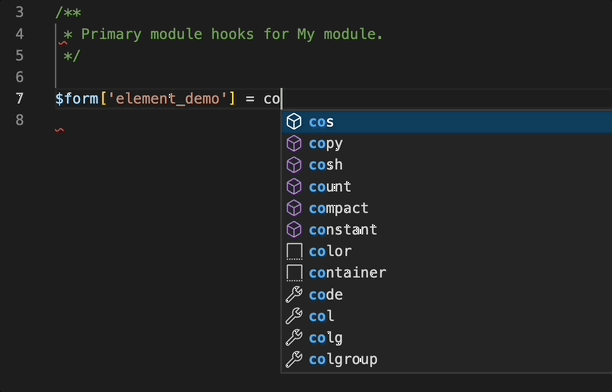 3 /**
4 * Primary module hooks for My module.
5 */
6
7 $form['element_demo'] = co
8
cos
copy
cosh
count
compact
constant
color
container
code
col
colg
colgroup